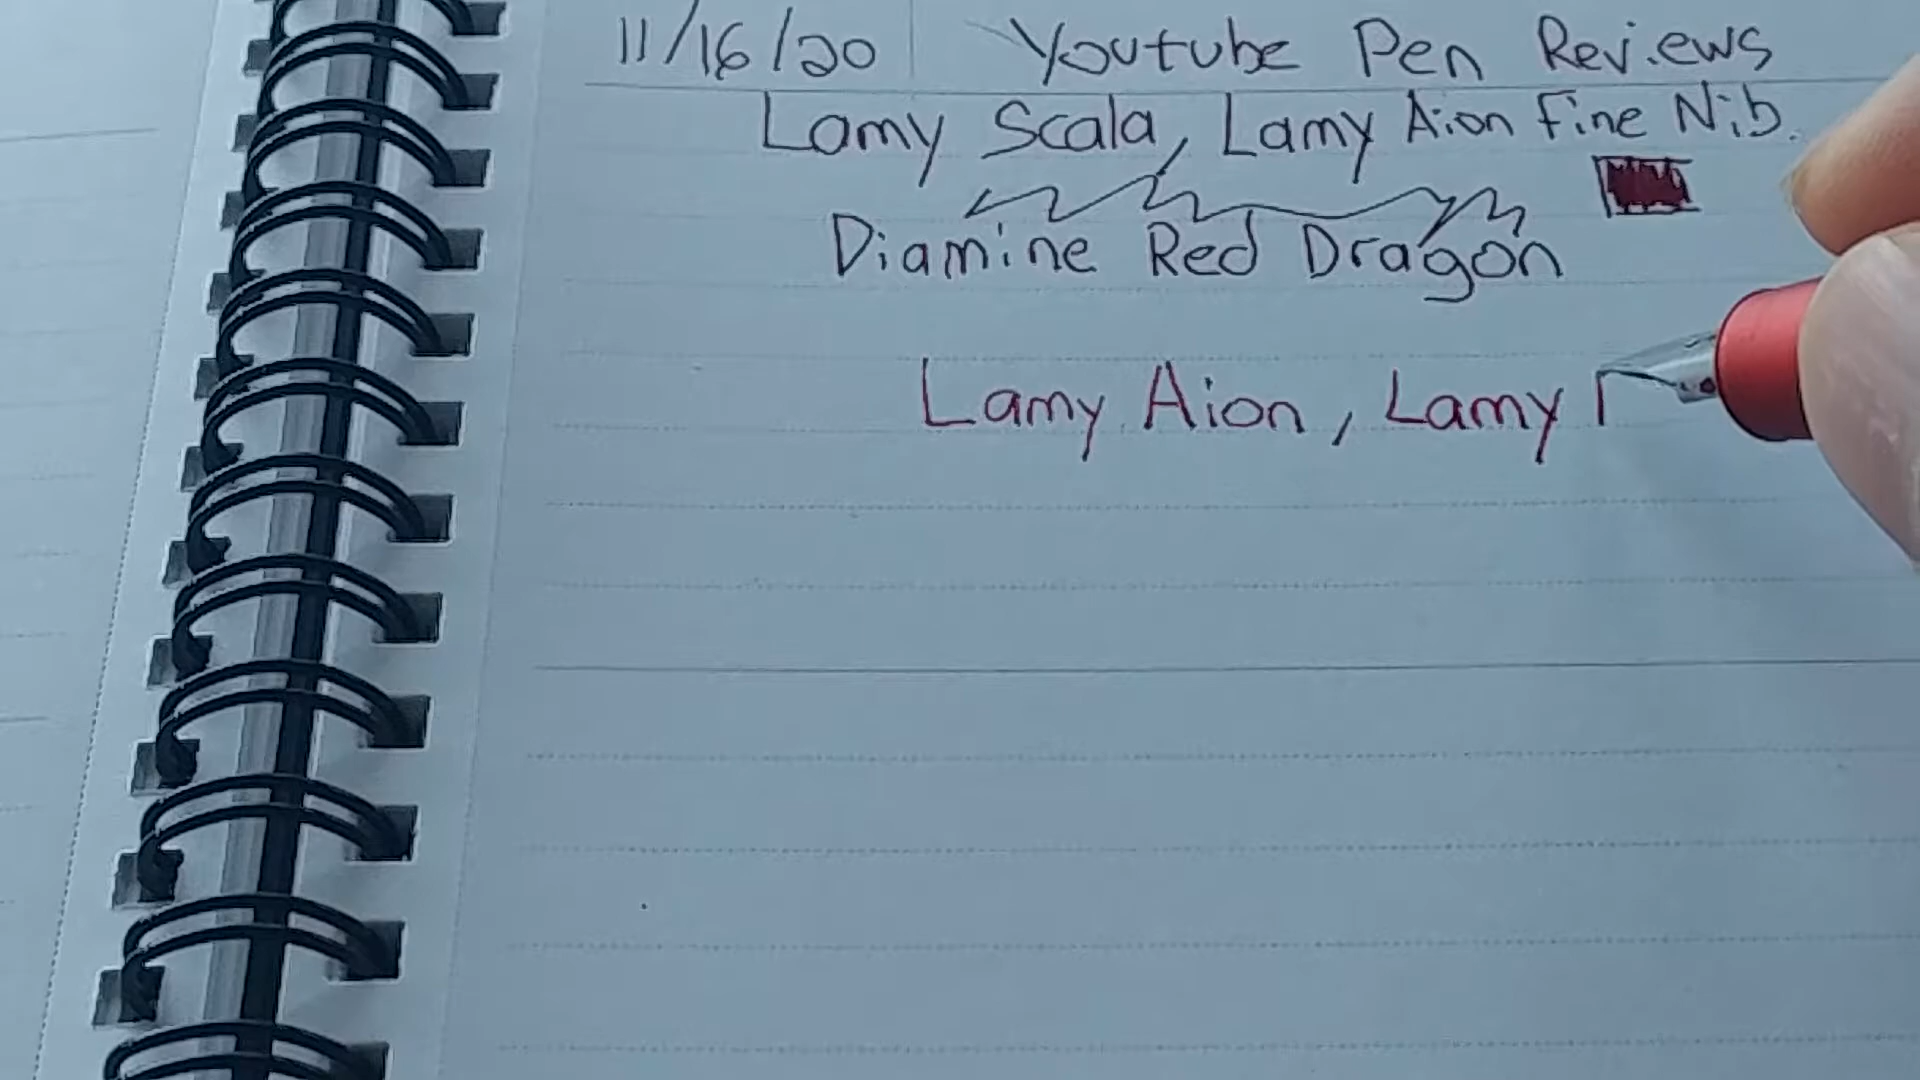 11/16/20 Youtube Pen Reviews
Lamy Scala, Lamy Aion Fine Nib.
Diamine Red Dragon
Lamy Aion, Lamy